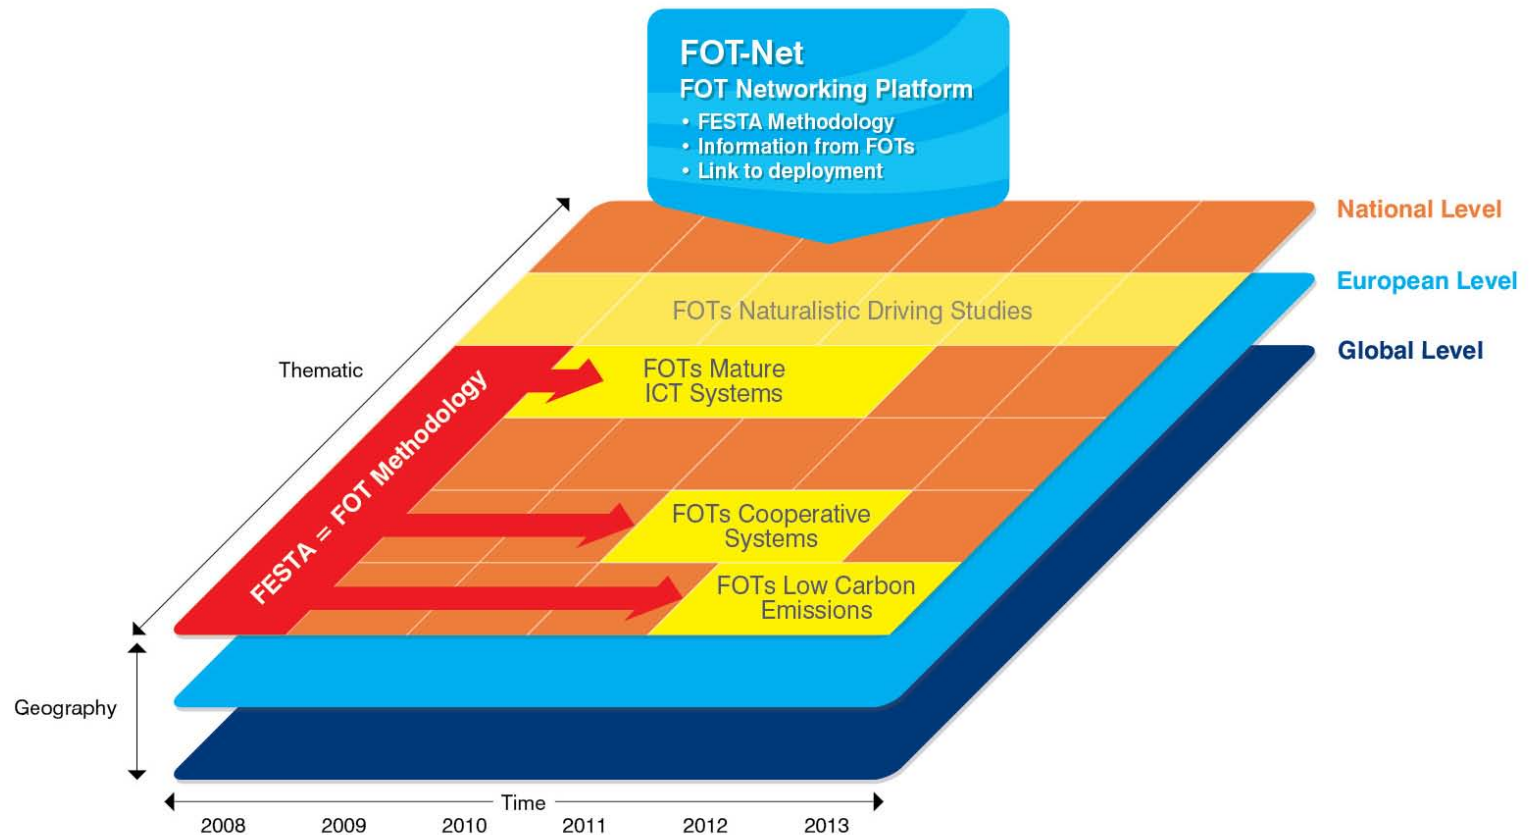 FOT-Net
FOT Networking Platform
• FESTA Methodology
• Information from FOTs
• Link to deployment
National Level
European Level
Global Level
FOTs Naturalistic Driving Studies
Thematic
FOTs Mature
ICT Systems
FESTA = FOT Methodology
FOTs Cooperative
Systems
FOTs Low Carbon
Emissions
Geography
Time
2008 2009 2010 2011 2012 2013